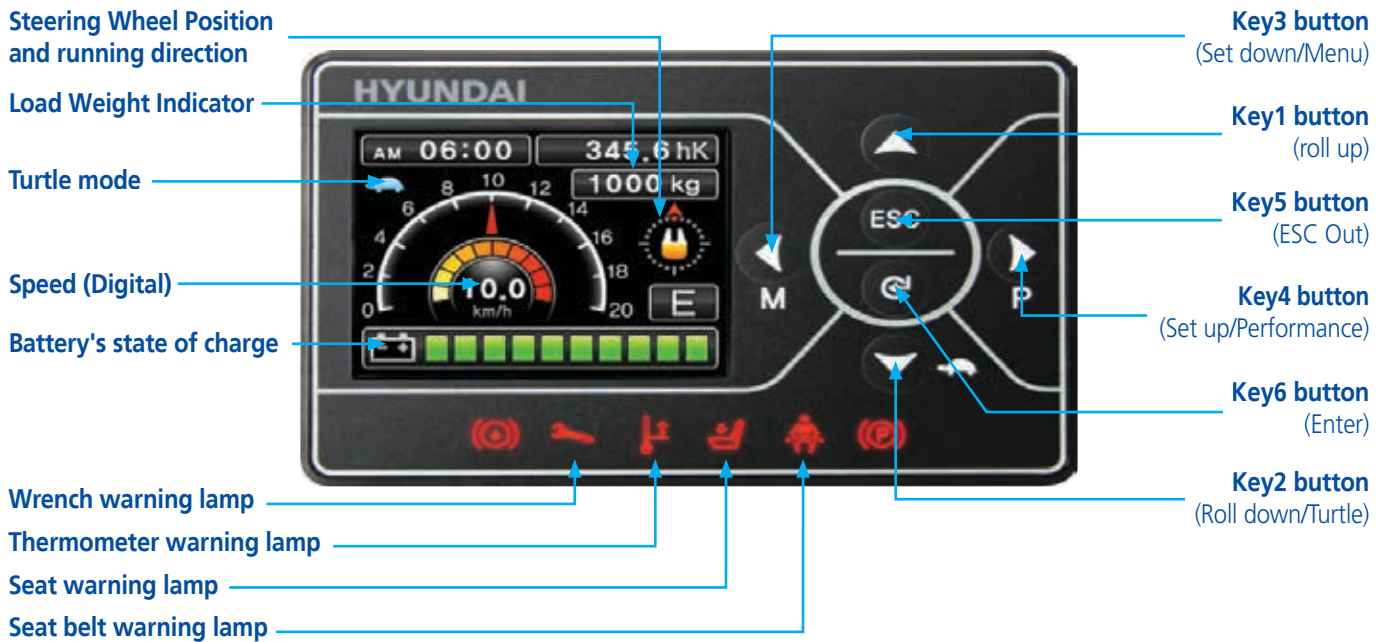 Steering Wheel Position
and running direction
Load Weight Indicator
Turtle mode
Speed (Digital)
Battery's state of charge
Wrench warning lamp
Thermometer warning lamp
Seat warning lamp
Seat belt warning lamp
HYUNDAI
AM 06:00
345.6 hK
1000 kg
0 2 4 6 8 10 12 14 16 18 20
10.0
km/h
E
M
ESC
P
(P)
Key3 button
(Set down/Menu)
Key1 button
(roll up)
Key5 button
(ESC Out)
Key4 button
(Set up/Performance)
Key6 button
(Enter)
Key2 button
(Roll down/Turtle)